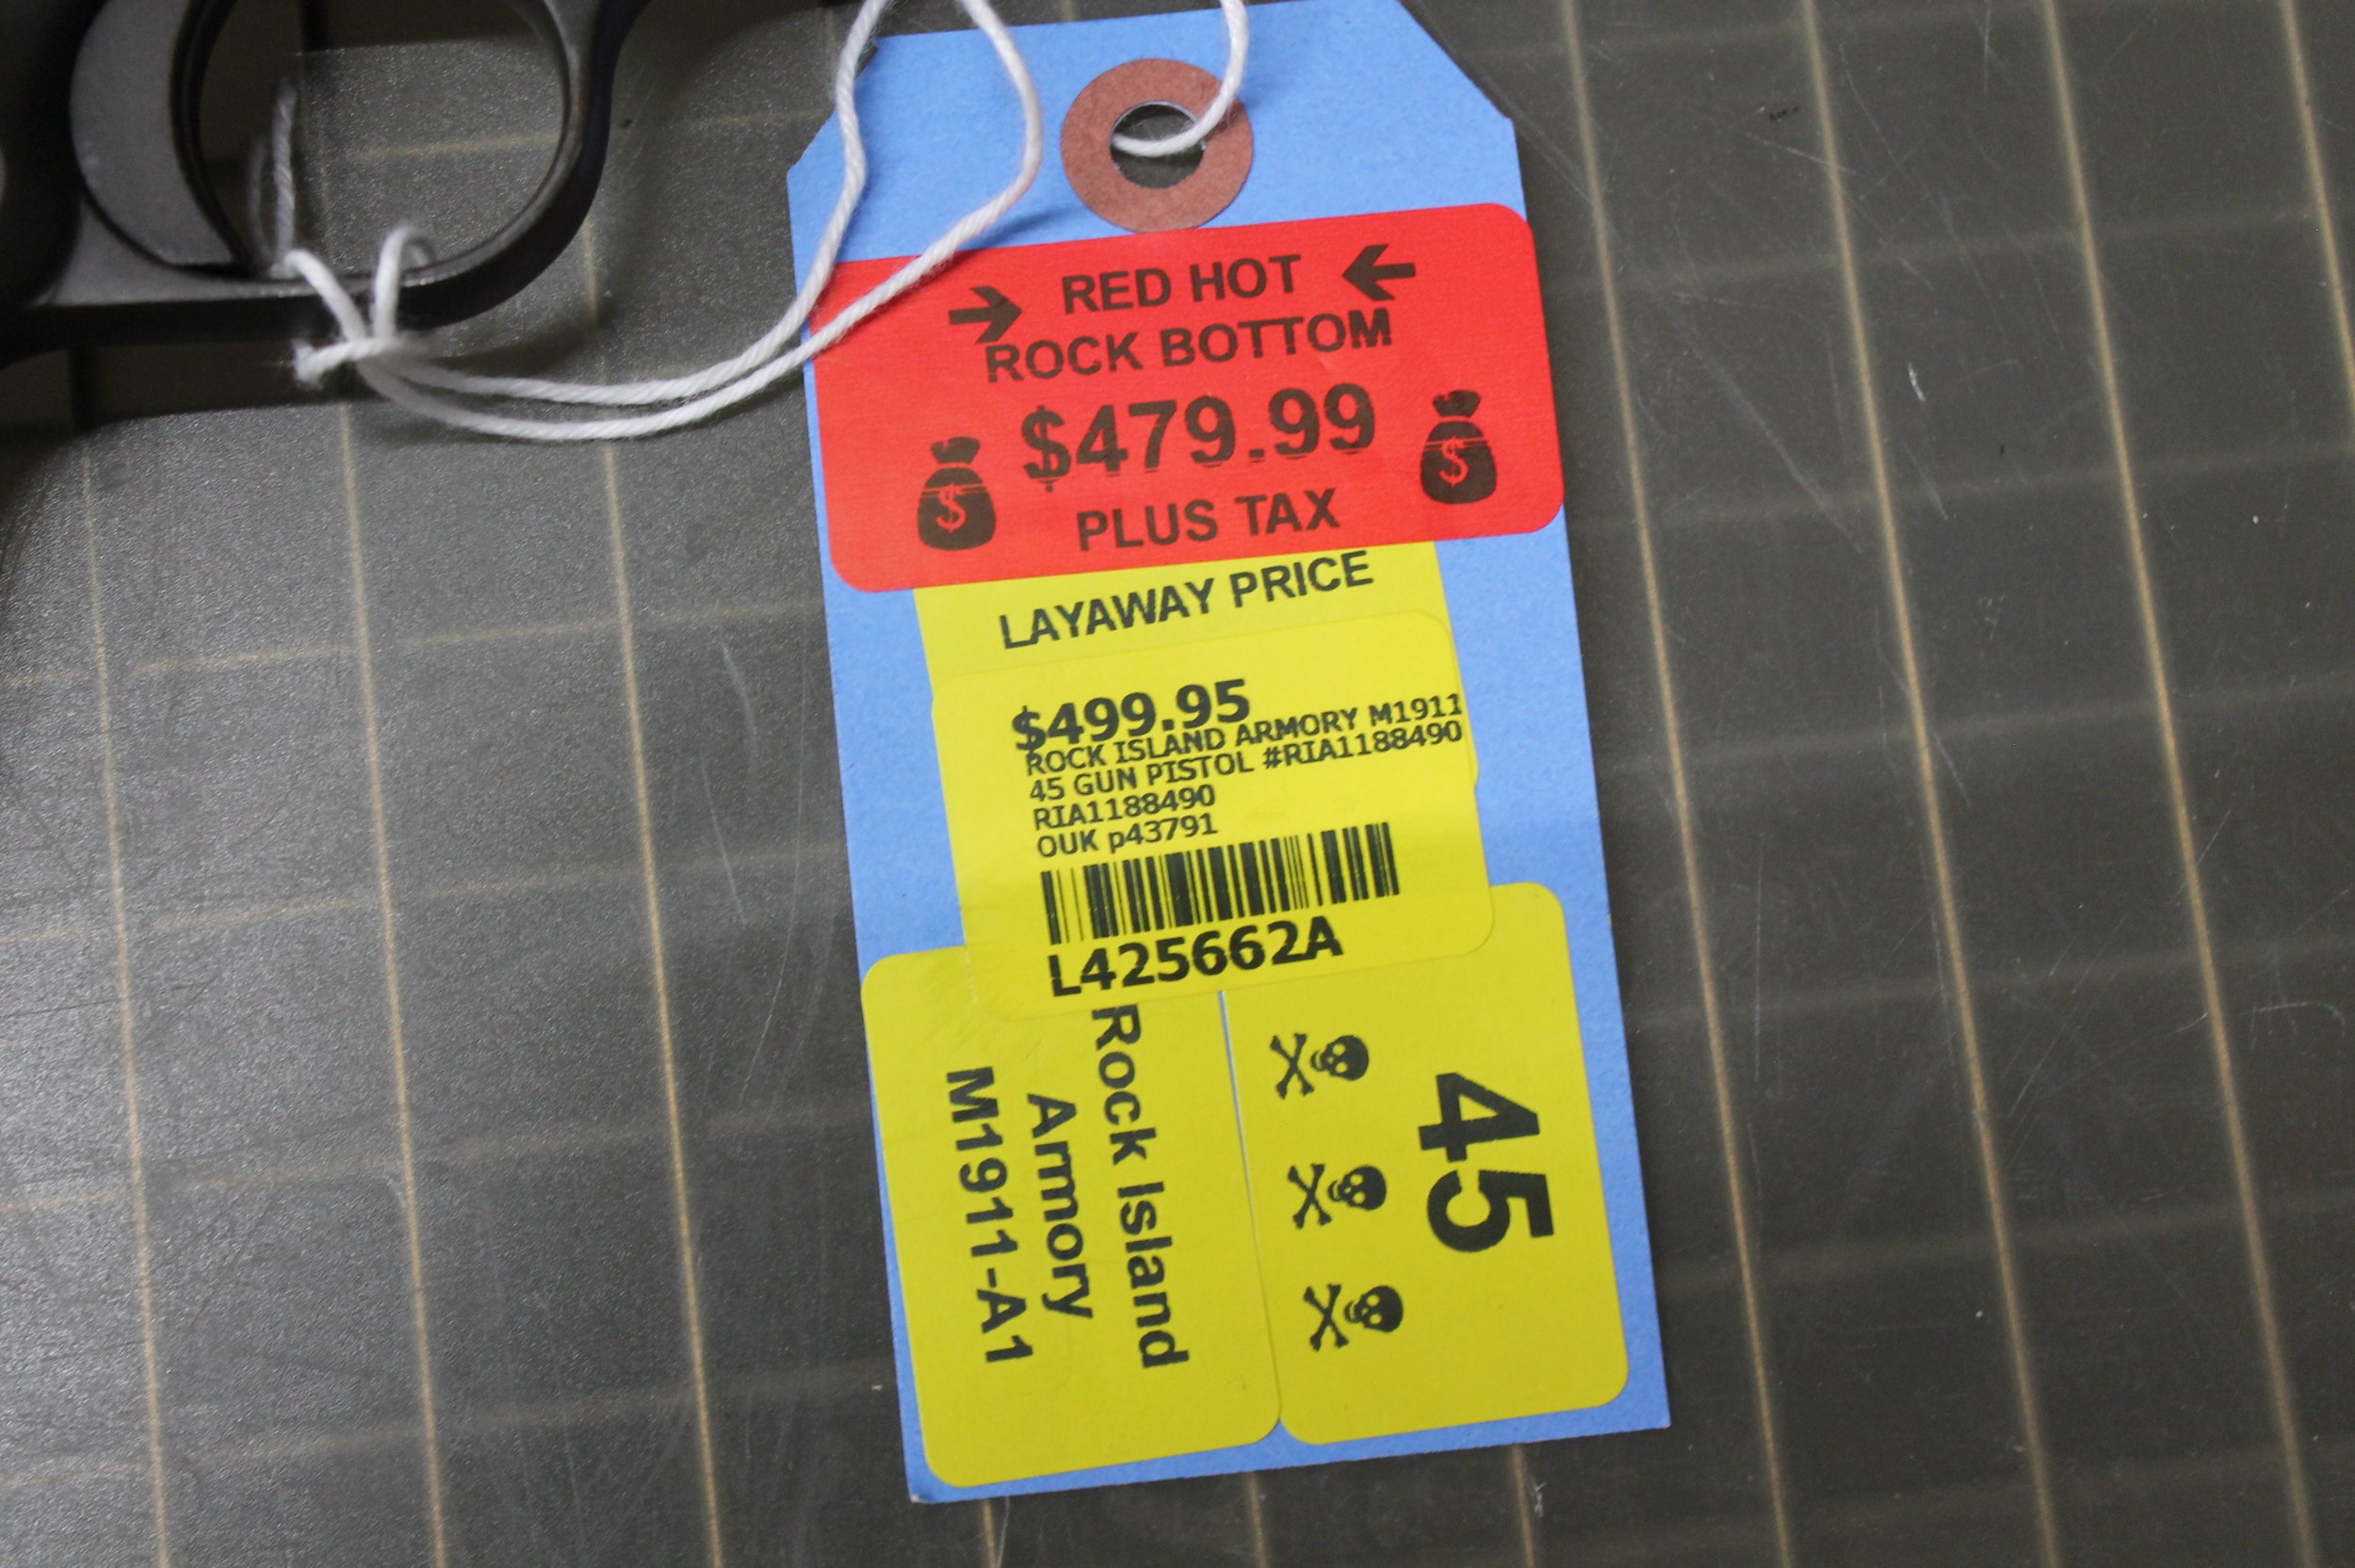 RED HOT
ROCK BOTTOM
$479.99
PLUS TAX
LAYAWAY PRICE
$499.95
ROCK ISLAND ARMORY M1911
45 GUN PISTOL #RIA1188490
RIA1188490
OUK p43791
L425662A
Rock Island
Armory
M1911-A1
45